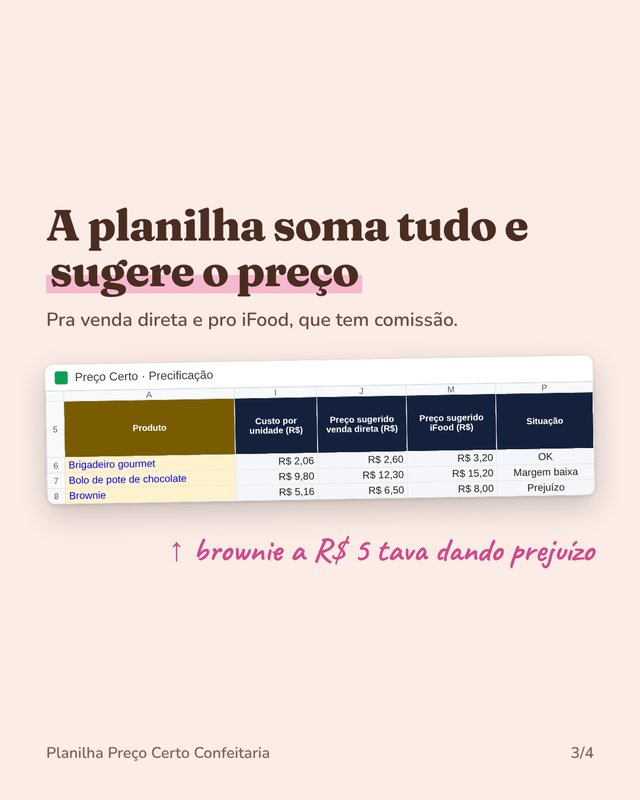 A planilha soma tudo e
sugere o preço
Pra venda direta e pro iFood, que tem comissão.
Preço Certo · Precificação
A I J M P
5 Produto Custo por unidade (R$) Preço sugerido venda direta (R$) Preço sugerido iFood (R$) Situação
6 Brigadeiro gourmet R$ 2,06 R$ 2,60 R$ 3,20 OK
7 Bolo de pote de chocolate R$ 9,80 R$ 12,30 R$ 15,20 Margem baixa
8 Brownie R$ 5,16 R$ 6,50 R$ 8,00 Prejuízo
↑ brownie a R$ 5 tava dando prejuízo
Planilha Preço Certo Confeitaria 3/4